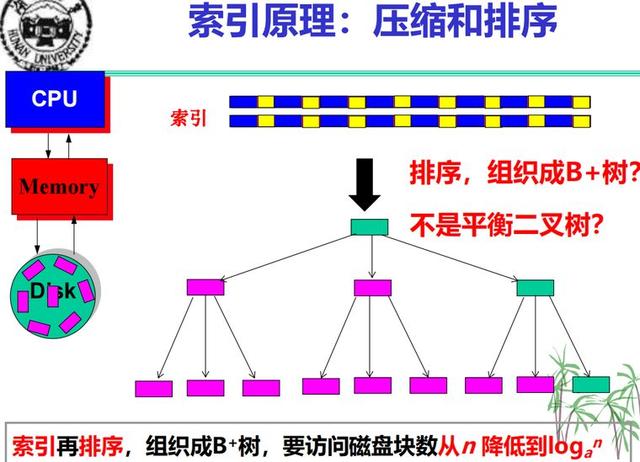 索引原理：压缩和排序
HUNAN UNIVERSITY
CPU
Memory
Disk
索引
排序，组织成B+树？
不是平衡二叉树？
索引再排序，组织成B+树，要访问磁盘块数从n 降低到logaⁿ